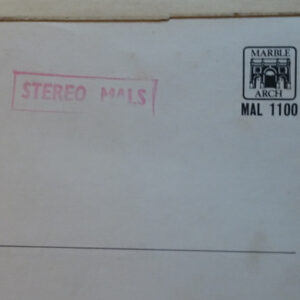 STEREO MALS
MARBLE
ARCH
MAL 1100